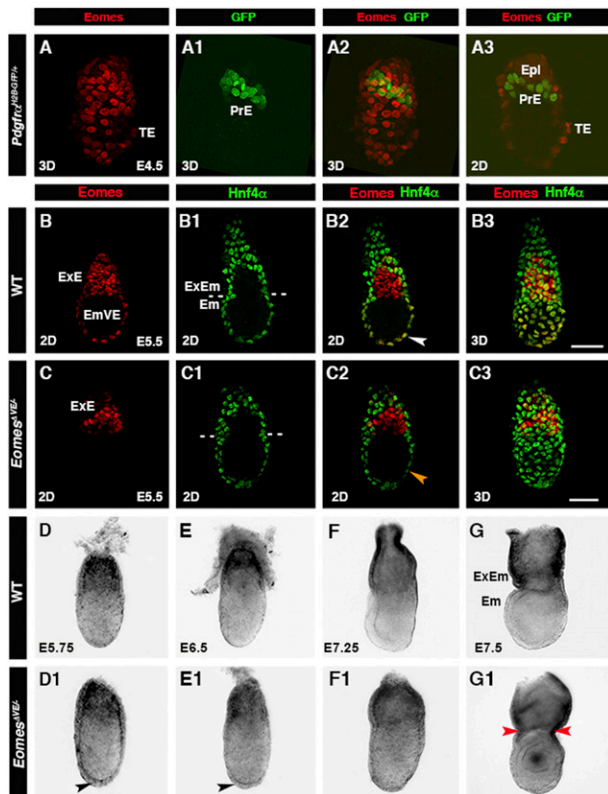 Eomes GFP Eomes GFP Eomes GFP
Pdgfrα^H2B-GFP/+
A A1 A2 A3
Epl
PrE PrE
TE TE
3D E4.5 3D 3D 2D
Eomes Hnf4α Eomes Hnf4α Eomes Hnf4α
WT
B B1 B2 B3
ExE
ExEm
Em
EmVE
2D E5.5 2D 2D 3D
Eomes^ΔVE/-
C C1 C2 C3
ExE
2D E5.5 2D 2D 3D
WT
D E F G
ExEm
Em
E5.75 E6.5 E7.25 E7.5
Eomes^ΔVE/-
D1 E1 F1 G1